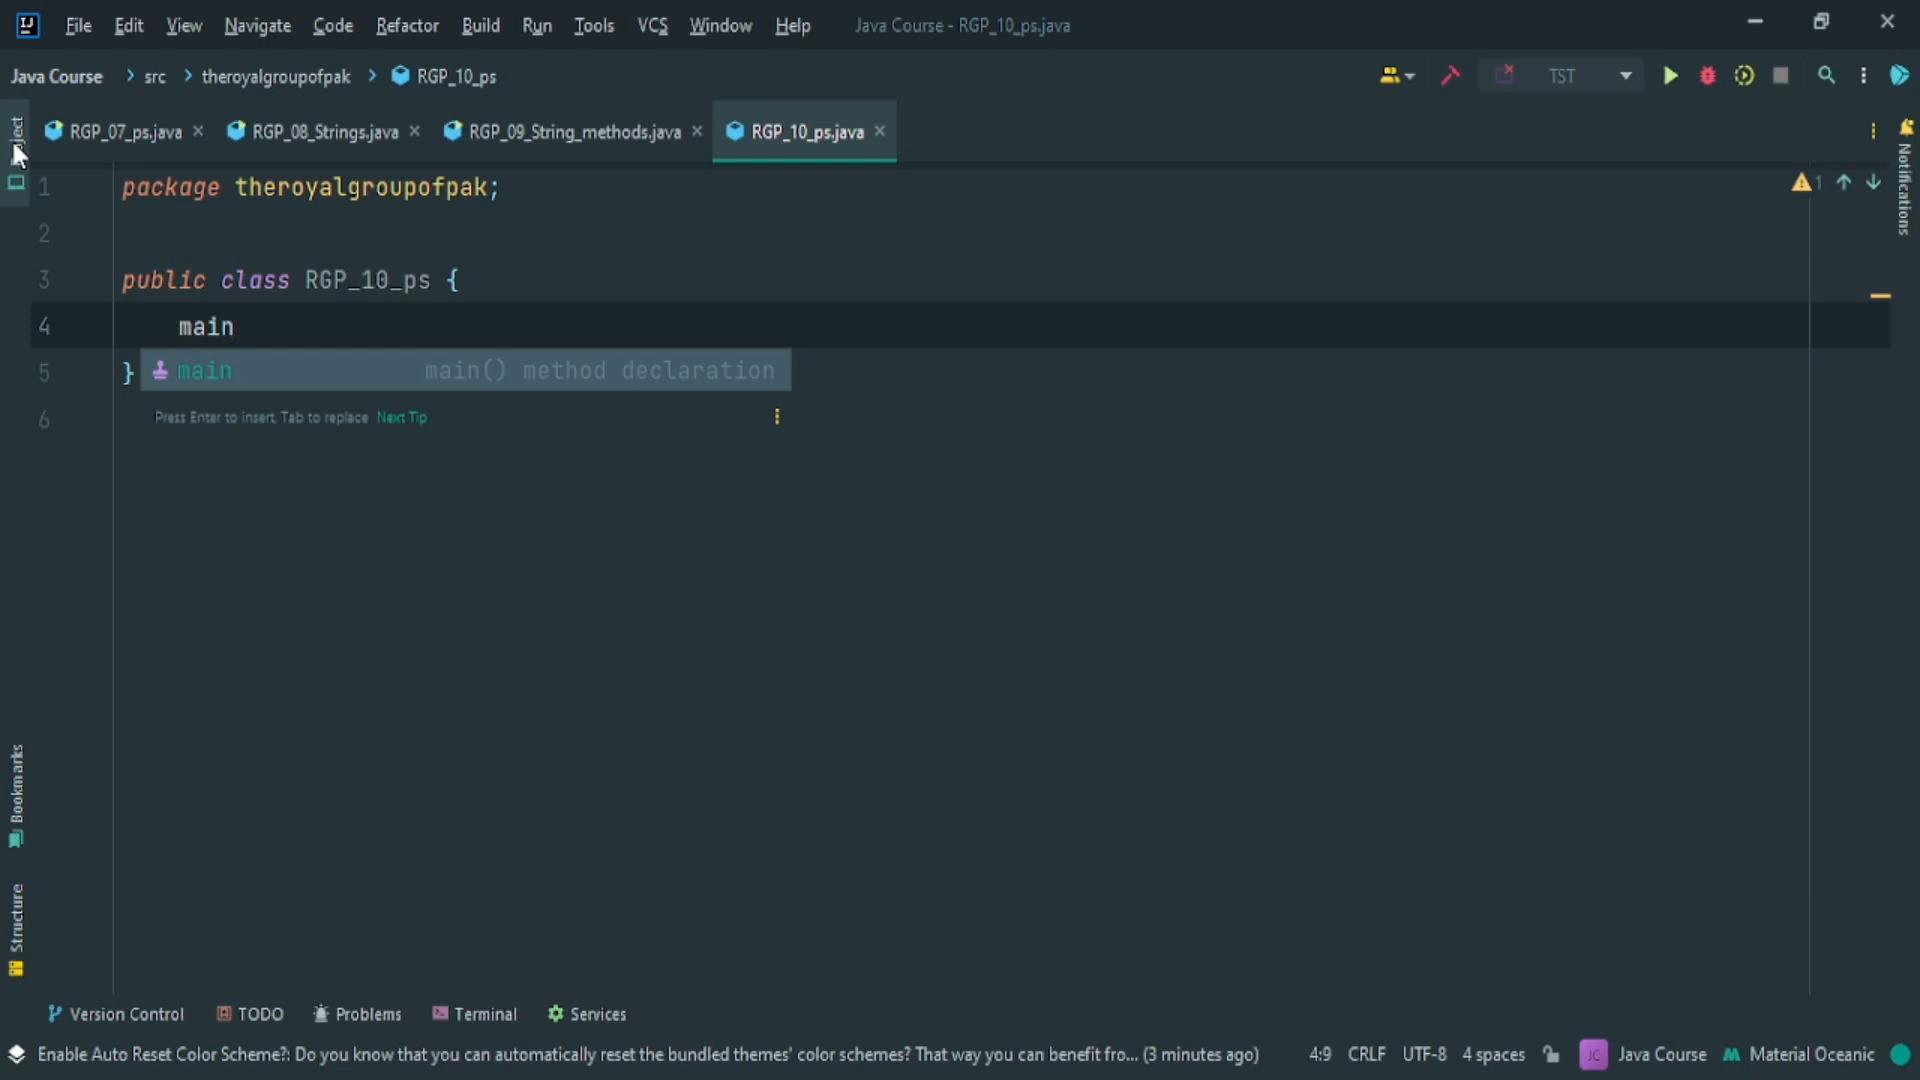 File Edit View Navigate Code Refactor Build Run Tools VCS Window Help Java Course - RGP_10_ps.java
Java Course src theroyalgroupofpak RGP_10_ps TST
RGP_07_ps.java RGP_08_Strings.java RGP_09_String_methods.java RGP_10_ps.java
Notifications
1 package theroyalgroupofpak; 1
2
3 public class RGP_10_ps {
4 main
5 } main main() method declaration
6 Press Enter to insert, Tab to replace Next Tip
Bookmarks
Structure
Version Control TODO Problems Terminal Services
Enable Auto Reset Color Scheme?: Do you know that you can automatically reset the bundled themes' color schemes? That way you can benefit fro... (3 minutes ago) 4:9 CRLF UTF-8 4 spaces JC Java Course Material Oceanic